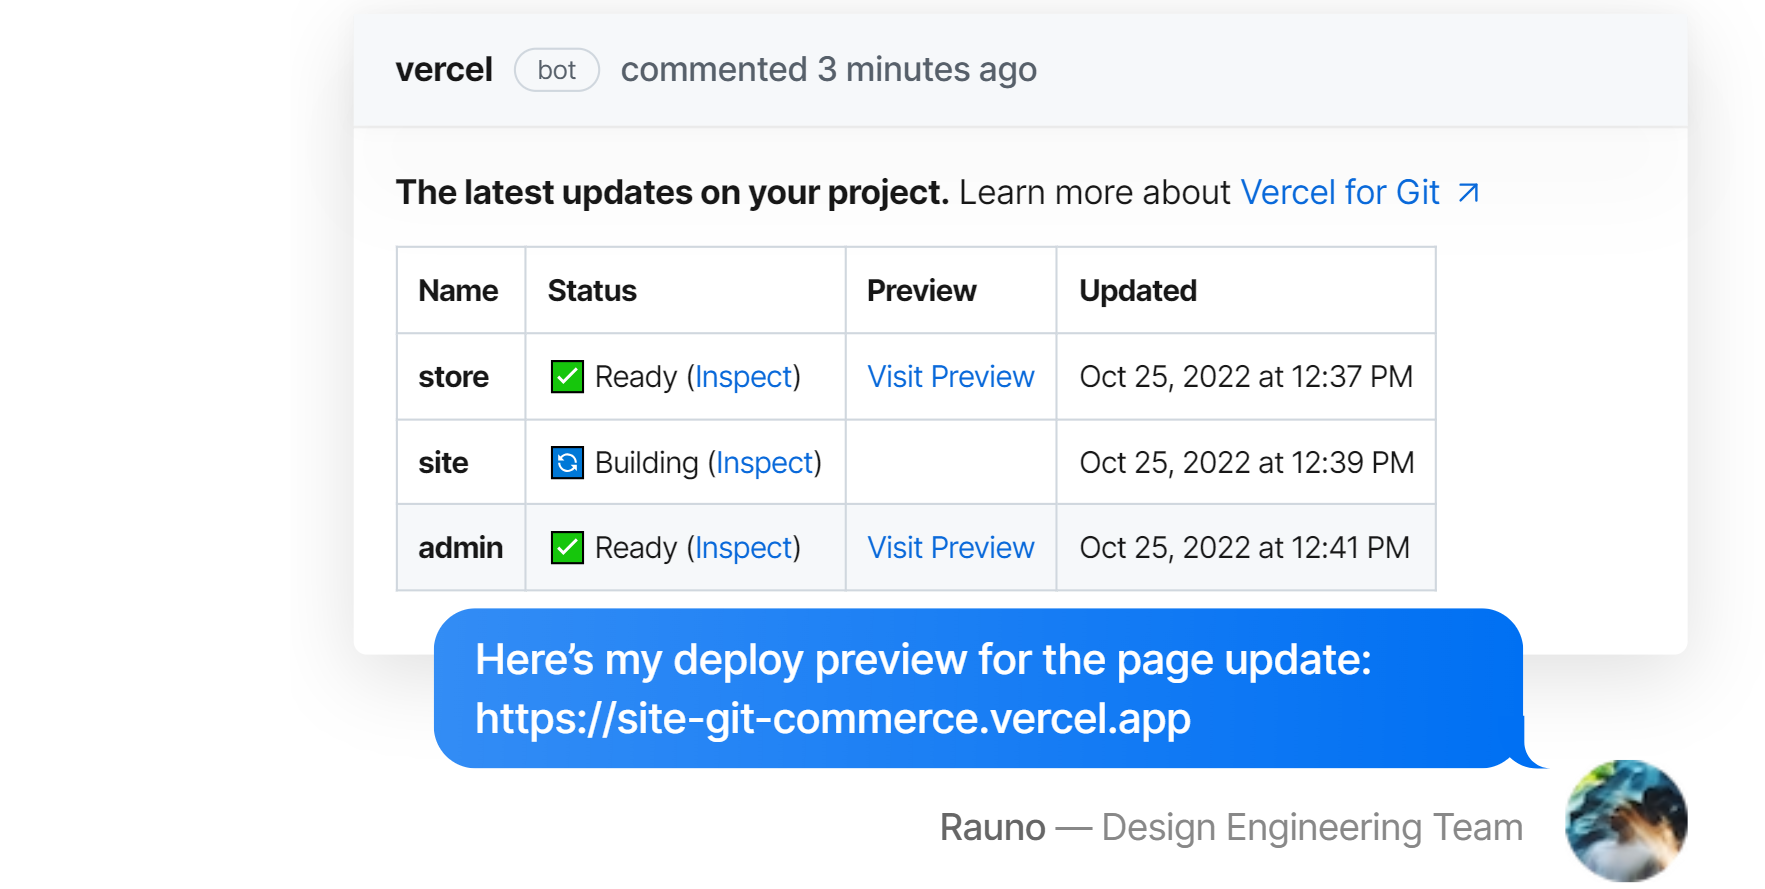 vercel bot commented 3 minutes ago
The latest updates on your project. Learn more about Vercel for Git ↗
Name Status Preview Updated
store ✅ Ready (Inspect) Visit Preview Oct 25, 2022 at 12:37 PM
site 🔄 Building (Inspect) Oct 25, 2022 at 12:39 PM
admin ✅ Ready (Inspect) Visit Preview Oct 25, 2022 at 12:41 PM
Here’s my deploy preview for the page update:
https://site-git-commerce.vercel.app
Rauno — Design Engineering Team